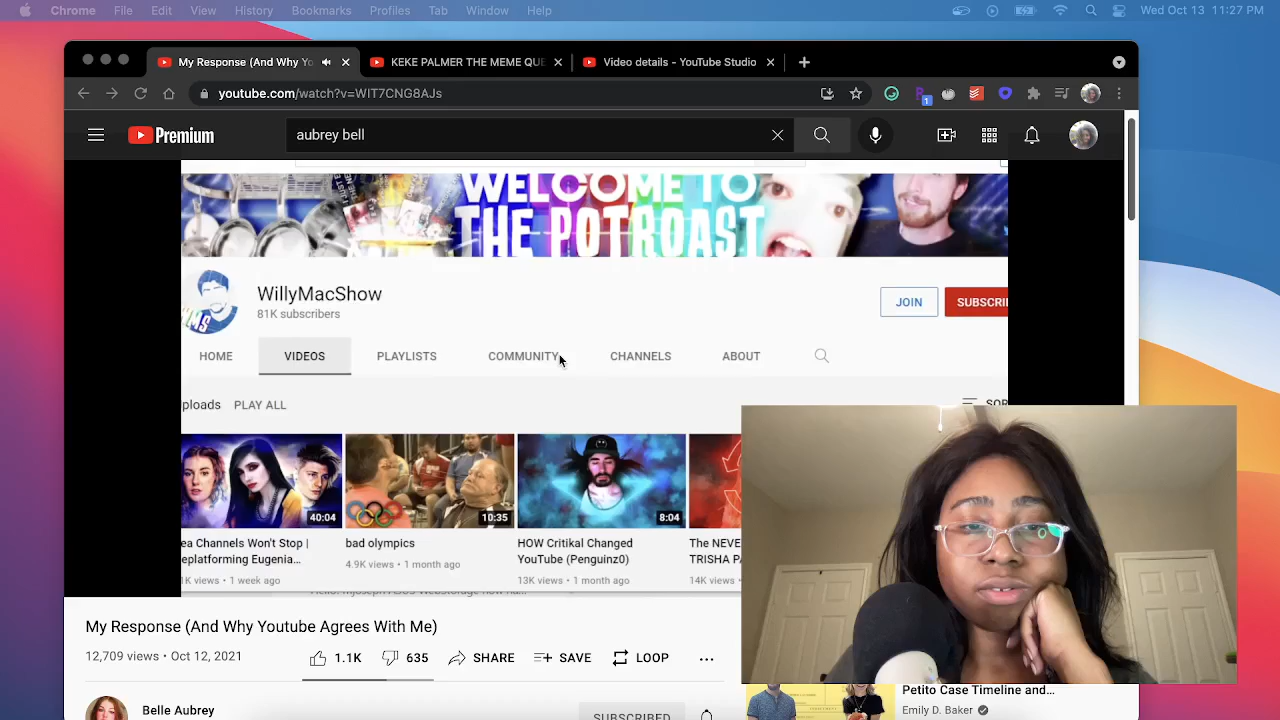 Chrome File Edit View History Bookmarks Profiles Tab Window Help Wed Oct 13 11:27 PM
My Response (And Why Yo KEKE PALMER THE MEME QUE Video details - YouTube Studio
youtube.com/watch?v=WIT7CNG8AJs 1
Premium aubrey bell
WELCOME TO
THE POTROAST
WillyMacShow
81K subscribers
JOIN SUBSCRI
HOME VIDEOS PLAYLISTS COMMUNITY CHANNELS ABOUT
ploads PLAY ALL SOR
40:04 10:35 8:04
ea Channels Won't Stop | bad olympics HOW Critikal Changed The NEVE
eplatforming Eugenia... 4.9K views • 1 month ago YouTube (Penguinz0) TRISHA P
1K views • 1 week ago 13K views • 1 month ago 14K views
My Response (And Why Youtube Agrees With Me)
12,709 views • Oct 12, 2021 1.1K 635 SHARE SAVE LOOP
Petito Case Timeline and...
Belle Aubrey SUBSCRIBED Emily D. Baker